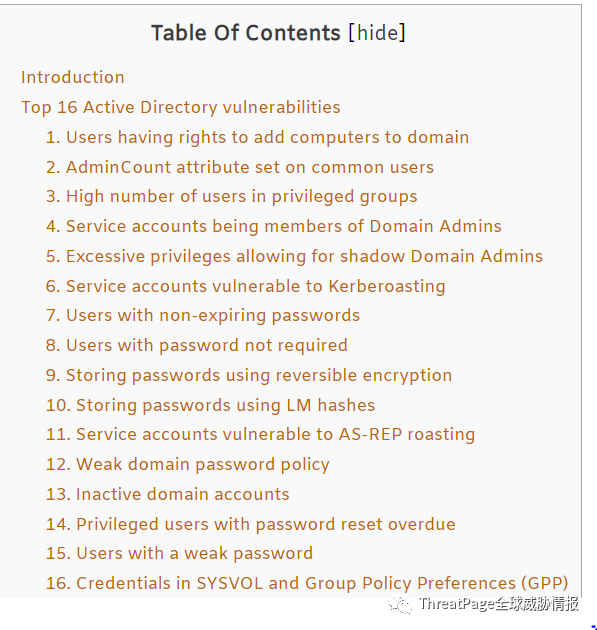 Table Of Contents [hide]
Introduction
Top 16 Active Directory vulnerabilities
1. Users having rights to add computers to domain
2. AdminCount attribute set on common users
3. High number of users in privileged groups
4. Service accounts being members of Domain Admins
5. Excessive privileges allowing for shadow Domain Admins
6. Service accounts vulnerable to Kerberoasting
7. Users with non-expiring passwords
8. Users with password not required
9. Storing passwords using reversible encryption
10. Storing passwords using LM hashes
11. Service accounts vulnerable to AS-REP roasting
12. Weak domain password policy
13. Inactive domain accounts
14. Privileged users with password reset overdue
15. Users with a weak password
16. Credentials in SYSVOL and Group Policy Preferences (GPP)
ThreatPage全球威胁情报